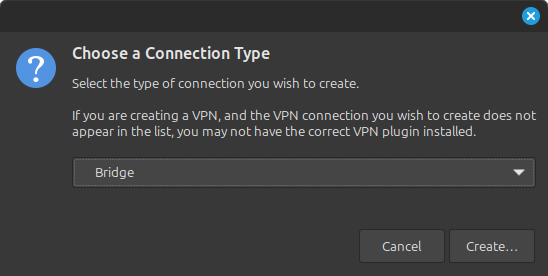 Choose a Connection Type
Select the type of connection you wish to create.
If you are creating a VPN, and the VPN connection you wish to create does not
appear in the list, you may not have the correct VPN plugin installed.
Bridge
Cancel
Create...